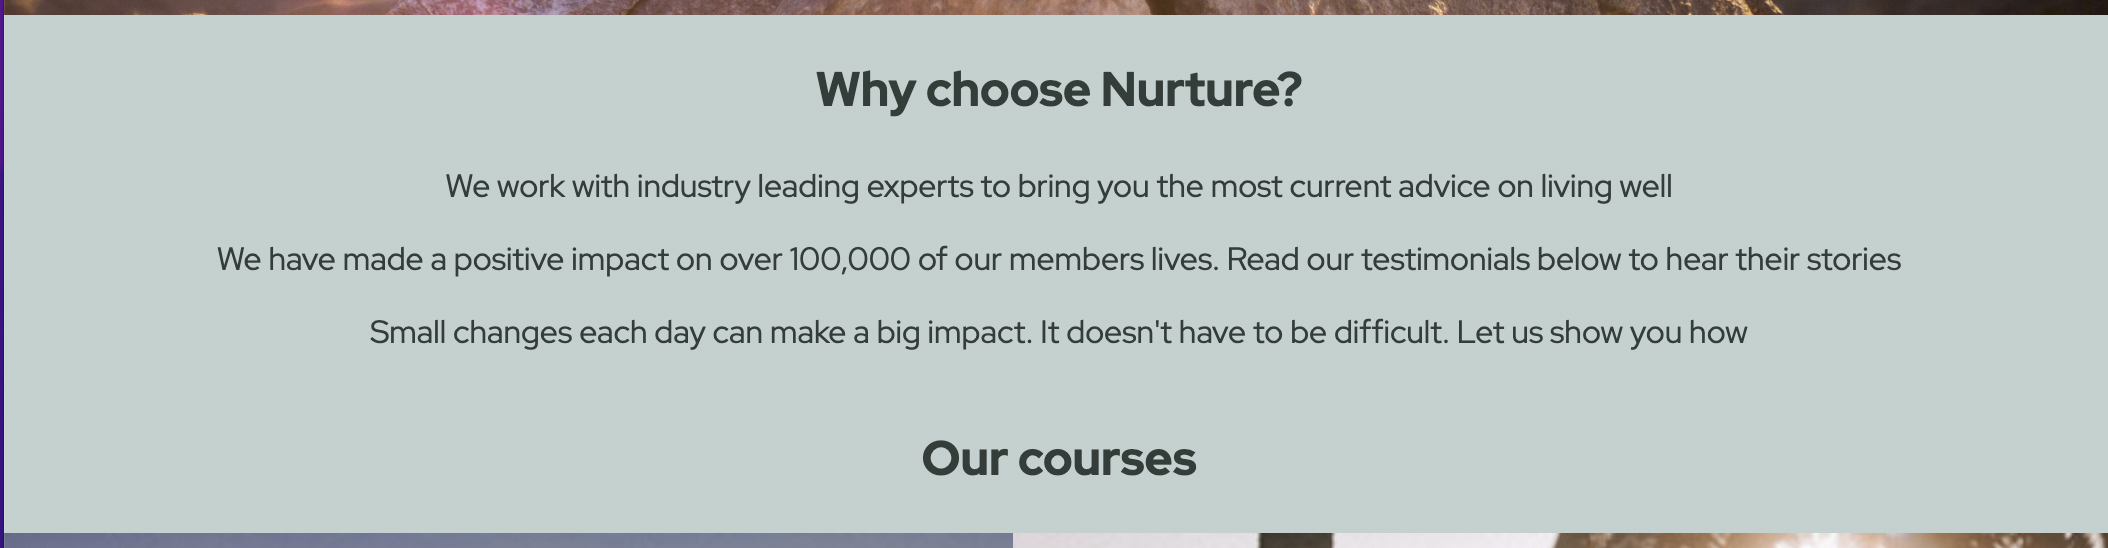 Why choose Nurture?
We work with industry leading experts to bring you the most current advice on living well
We have made a positive impact on over 100,000 of our members lives. Read our testimonials below to hear their stories
Small changes each day can make a big impact. It doesn't have to be difficult. Let us show you how
Our courses